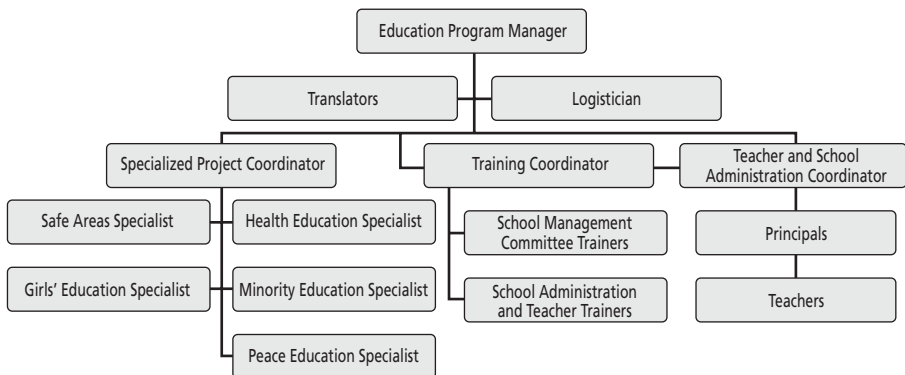 Education Program Manager
Translators
Logistician
Specialized Project Coordinator
Training Coordinator
Teacher and School
Administration Coordinator
Safe Areas Specialist
Health Education Specialist
School Management
Committee Trainers
Principals
Girls' Education Specialist
Minority Education Specialist
School Administration
and Teacher Trainers
Teachers
Peace Education Specialist